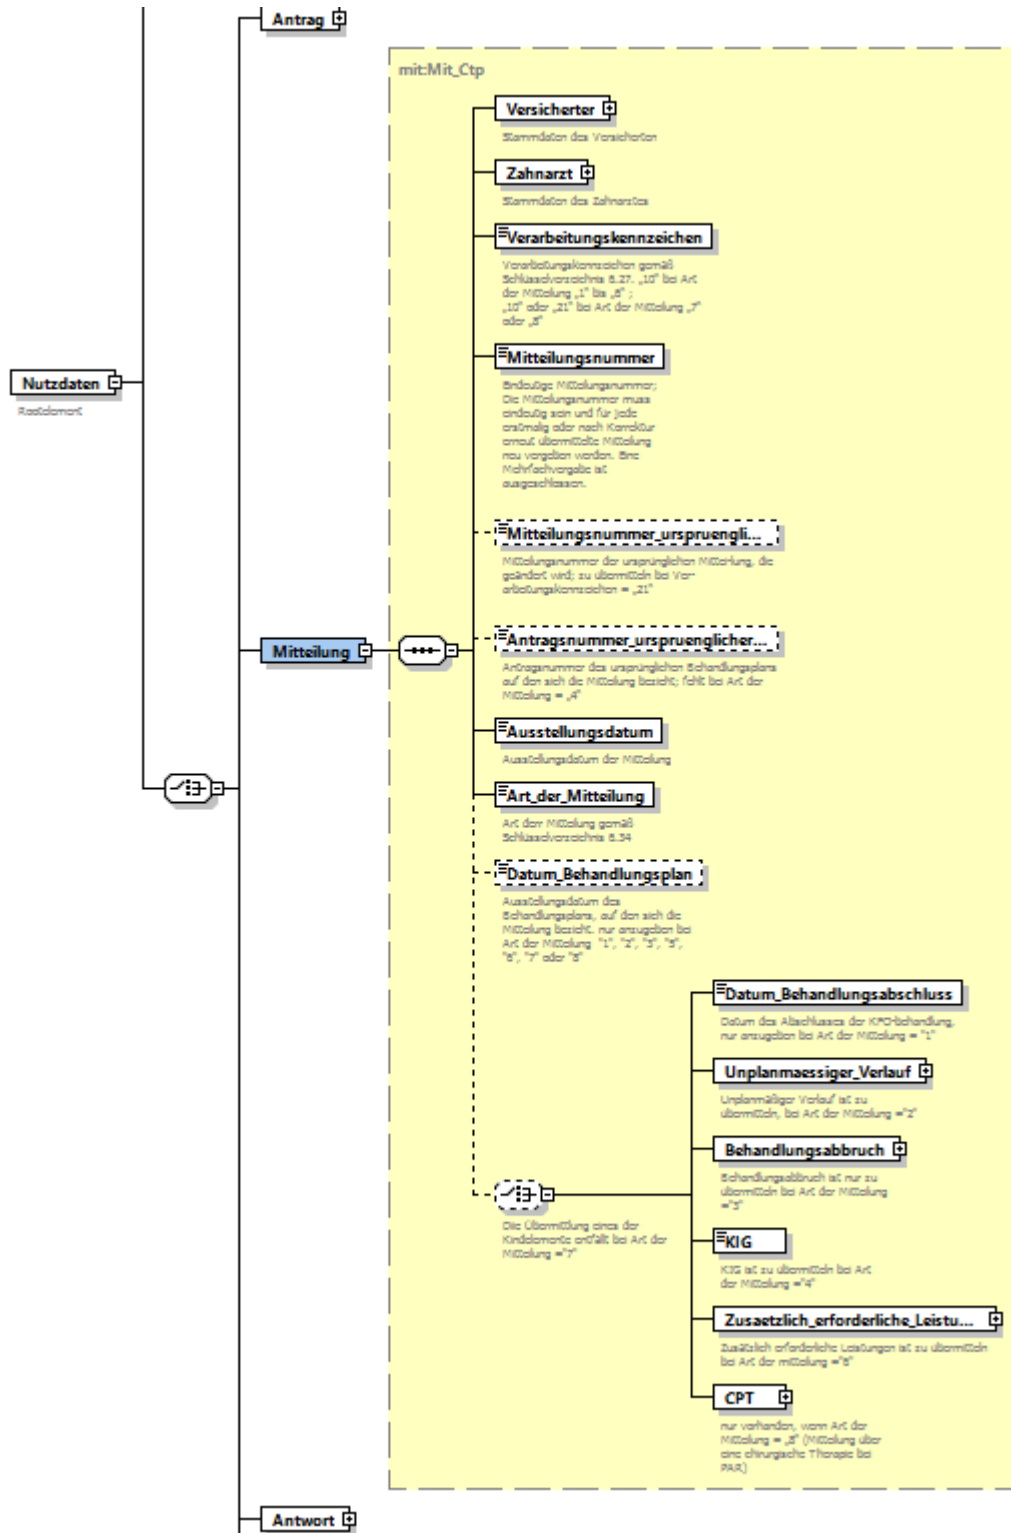 Antrag
mit:Mit_Ctp
Versicherter
Stammdaten des Versicherten
Zahnarzt
Stammdaten des Zahnarztes
Verarbeitungskennzeichen
Verarbeitungskennzeichen gemäß
Schlüsselverzeichnis 6.27. „10" bei Art
der Mitteilung „1" bis „6" ;
„10" oder „21" bei Art der Mitteilung „7"
oder „8"
Mitteilungsnummer
Eindeutige Mitteilungsnummer;
Die Mitteilungsnummer muss
eindeutig sein und für jede
erstmalig oder nach Korrektur
erneut übermittelte Mitteilung
neu vergeben werden. Eine
Mehrfachvergabe ist
ausgeschlossen.
Nutzdaten
Rootelement
Mitteilungsnummer_urspruengli...
Mitteilungsnummer der ursprünglichen Mitteilung, die
geändert wird; zu übermitteln bei Ver-
arbeitungskennzeichen = „21"
Mitteilung
Antragsnummer_urspruenglicher...
Antragsnummer des ursprünglichen Behandlungsplans
auf den sich die Mitteilung bezieht; fehlt bei Art der
Mitteilung = „4"
Ausstellungsdatum
Ausstellungsdatum der Mitteilung
Art_der_Mitteilung
Art derr Mitteilung gemäß
Schlüsselverzeichnis 6.34
Datum_Behandlungsplan
Ausstellungsdatum des
Behandlungsplans, auf den sich die
Mitteilung bezieht. nur anzugeben bei
Art der Mitteilung "1", "2", "3", "5",
"6", "7" oder "8"
Datum_Behandlungsabschluss
Datum des Abschlusses der KFO-behandlung,
nur anzugeben bei Art der Mitteilung = "1"
Unplanmaessiger_Verlauf
Unplanmäßiger Verlauf ist zu
übermitteln, bei Art der Mitteilung ="2"
Behandlungsabbruch
Behandlungsabbruch ist nur zu
übermitteln bei Art der Mitteilung
="3"
Die Übermittlung eines der
Kindelemente entfällt bei Art der
Mitteilung ="7"
KIG
KIG ist zu übermitteln bei Art
der Mitteilung ="4"
Zusaetzlich_erforderliche_Leistu...
Zusätzlich erforderliche Leistungen ist zu übermitteln
bei Art der mitteilung ="6"
CPT
nur vorhanden, wenn Art der
Mitteilung = „8" (Mitteilung über
eine chirurgische Therapie bei
PAR)
Antwort